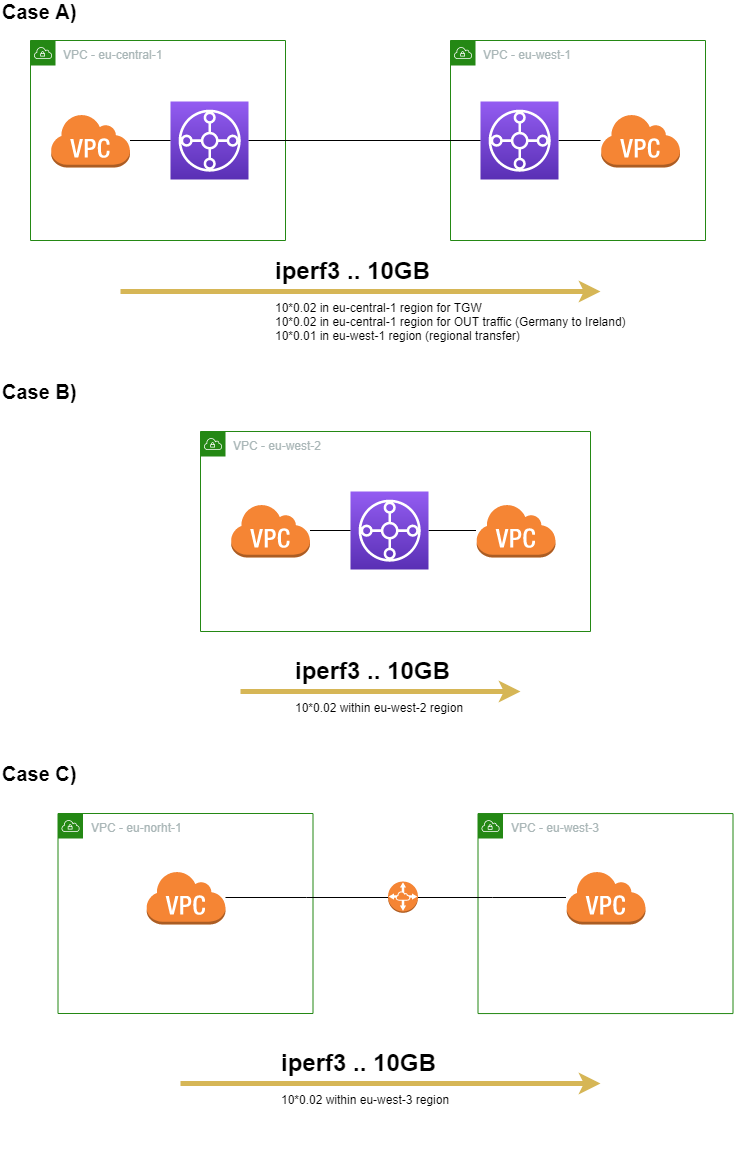 Case A)
VPC - eu-central-1
VPC - eu-west-1
VPC
VPC
iperf3 .. 10GB
10*0.02 in eu-central-1 region for TGW
10*0.02 in eu-central-1 region for OUT traffic (Germany to Ireland)
10*0.01 in eu-west-1 region (regional transfer)
Case B)
VPC - eu-west-2
VPC
VPC
iperf3 .. 10GB
10*0.02 within eu-west-2 region
Case C)
VPC - eu-norht-1
VPC - eu-west-3
VPC
VPC
iperf3 .. 10GB
10*0.02 within eu-west-3 region